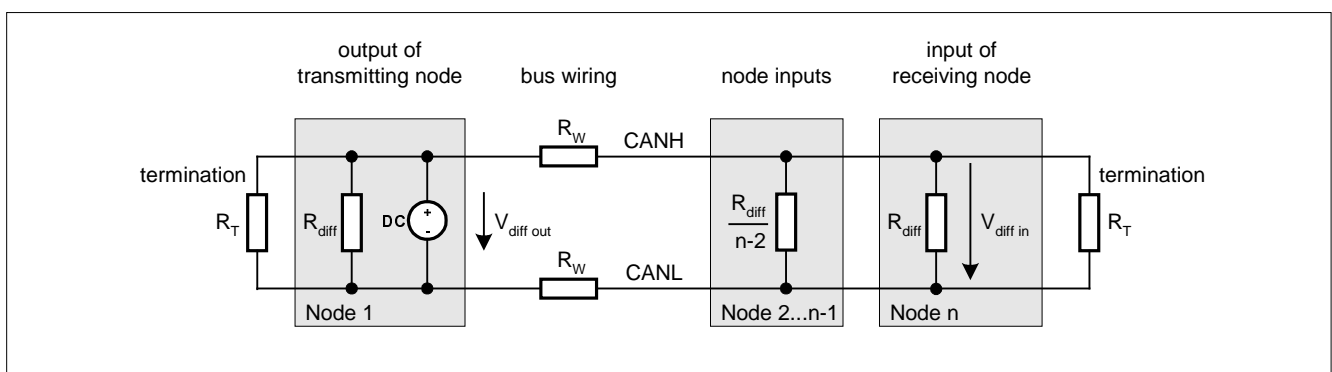 output of
transmitting node
bus wiring
node inputs
input of
receiving node
termination
R_T
R_diff
DC
+
-
V_diff out
Node 1
R_W
CANH
R_W
CANL
R_diff
n-2
Node 2...n-1
R_diff
V_diff in
Node n
termination
R_T